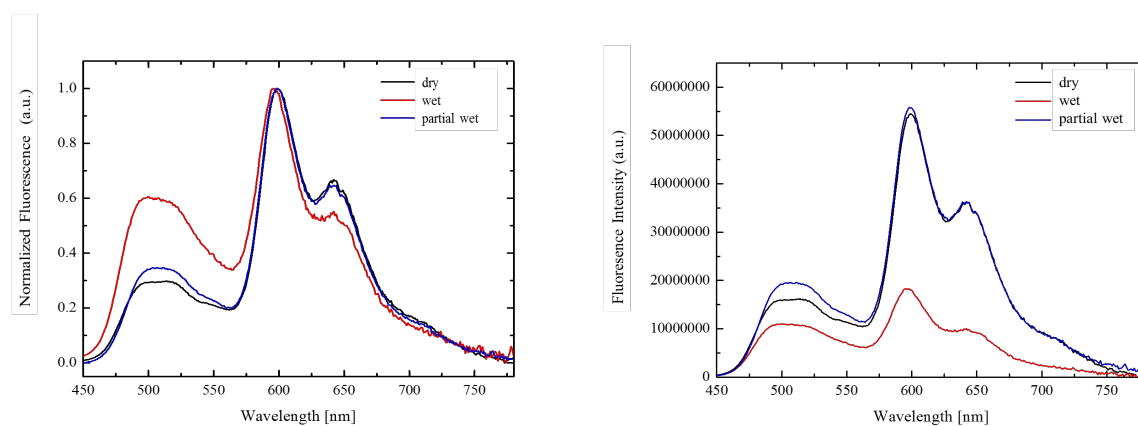 Normalized Fluorescence (a.u.)
1.0
0.8
0.6
0.4
0.2
0.0
450 500 550 600 650 700 750
Wavelength [nm]
dry
wet
partial wet
Fluorescence Intensity (a.u.)
60000000
50000000
40000000
30000000
20000000
10000000
0
450 500 550 600 650 700 750
Wavelength [nm]
dry
wet
partial wet